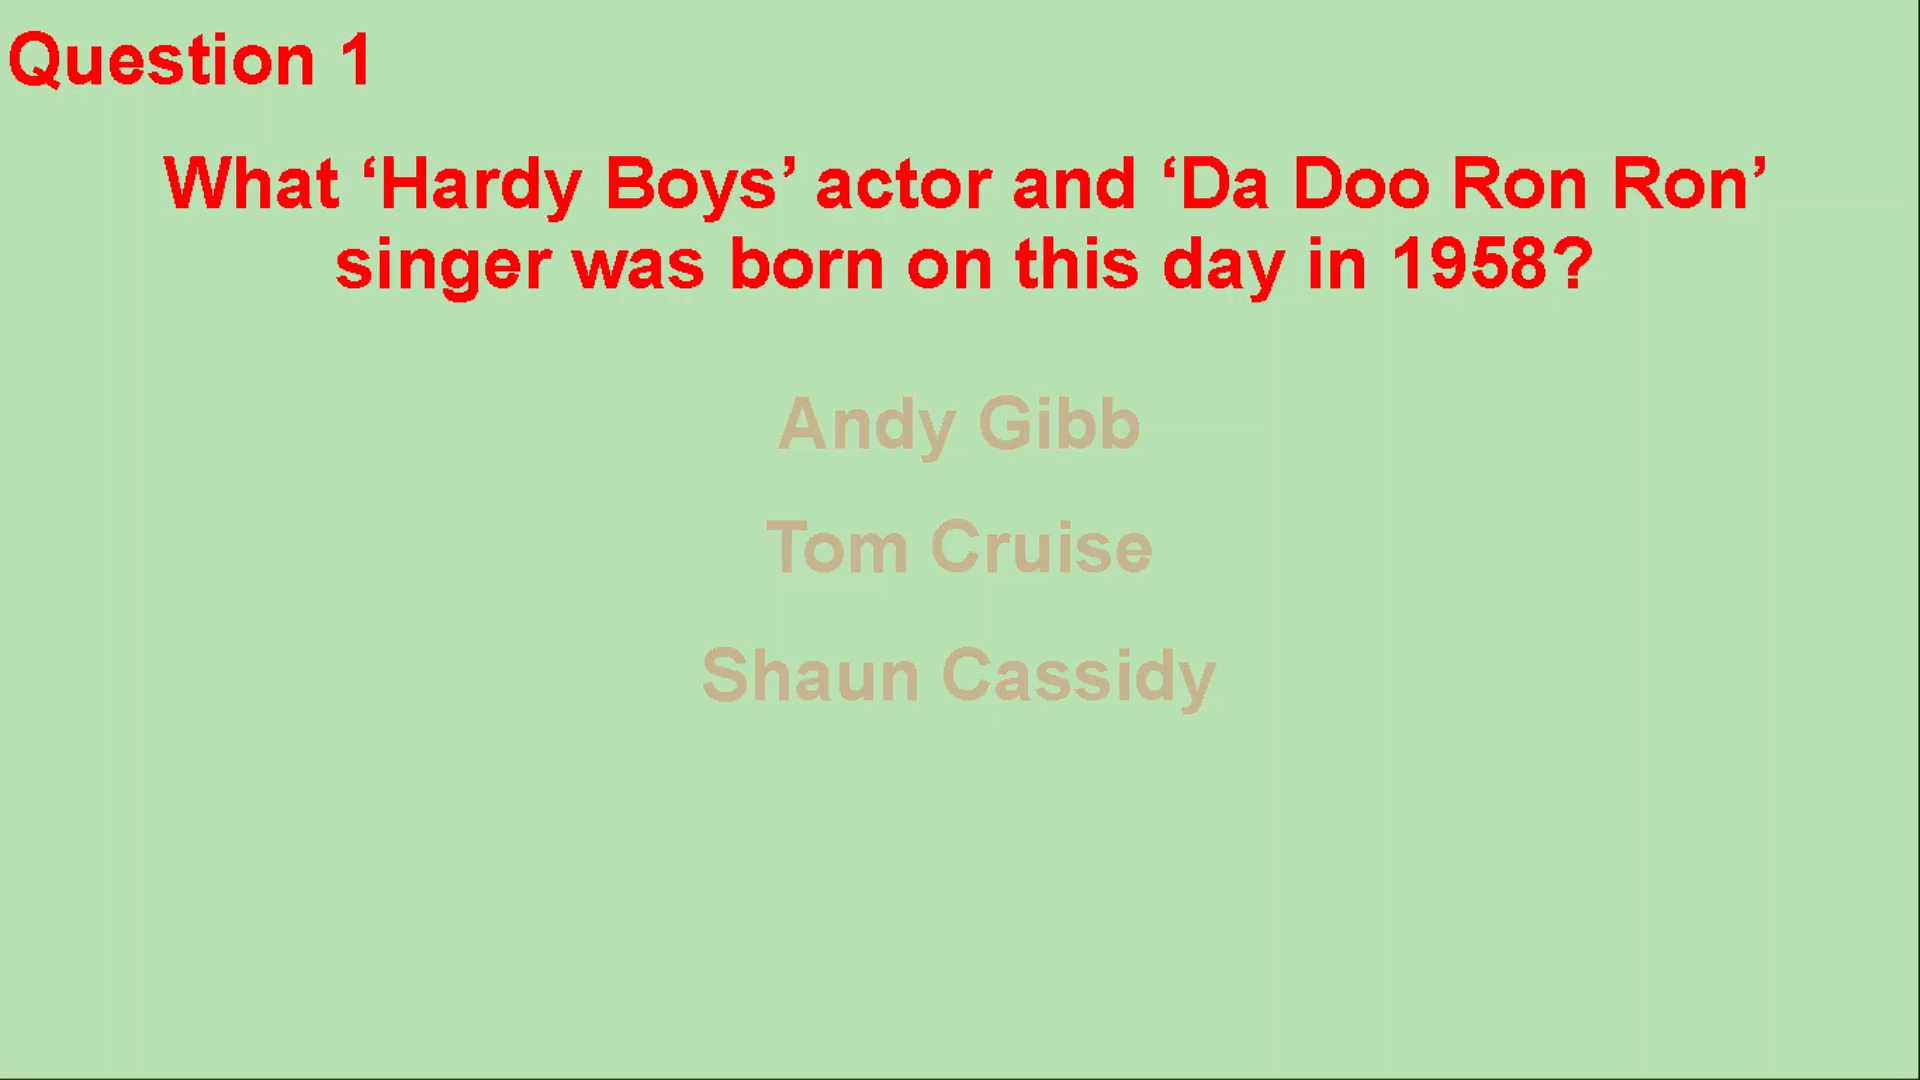 Question 1
What ‘Hardy Boys’ actor and ‘Da Doo Ron Ron’
singer was born on this day in 1958?
Andy Gibb
Tom Cruise
Shaun Cassidy